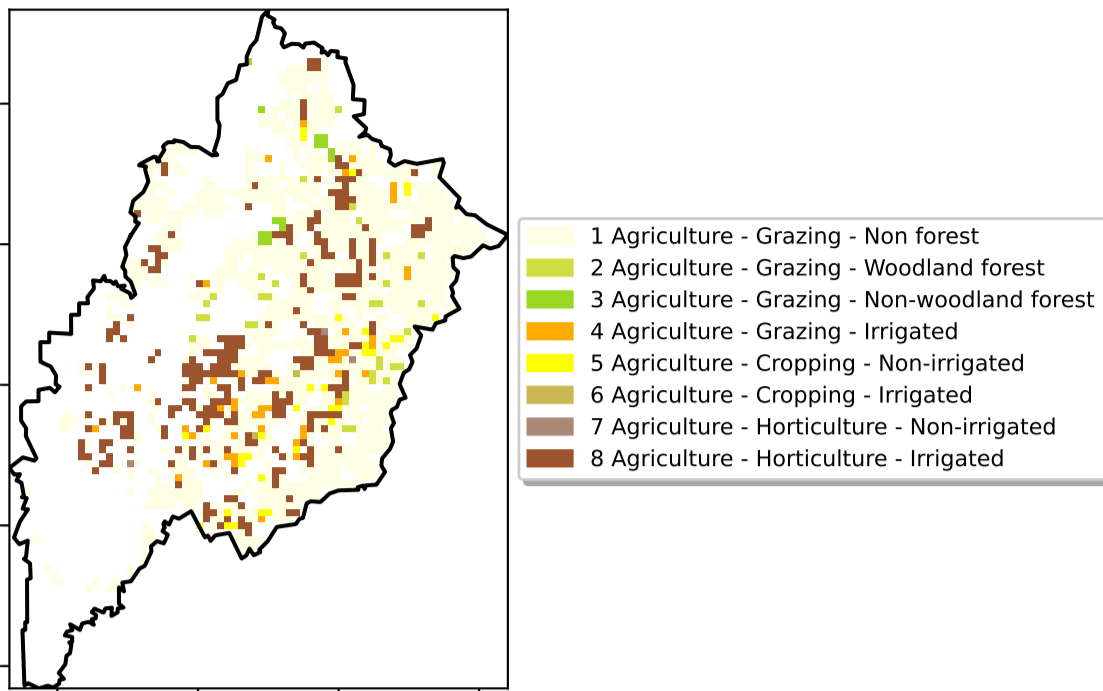 1 Agriculture - Grazing - Non forest
2 Agriculture - Grazing - Woodland forest
3 Agriculture - Grazing - Non-woodland forest
4 Agriculture - Grazing - Irrigated
5 Agriculture - Cropping - Non-irrigated
6 Agriculture - Cropping - Irrigated
7 Agriculture - Horticulture - Non-irrigated
8 Agriculture - Horticulture - Irrigated